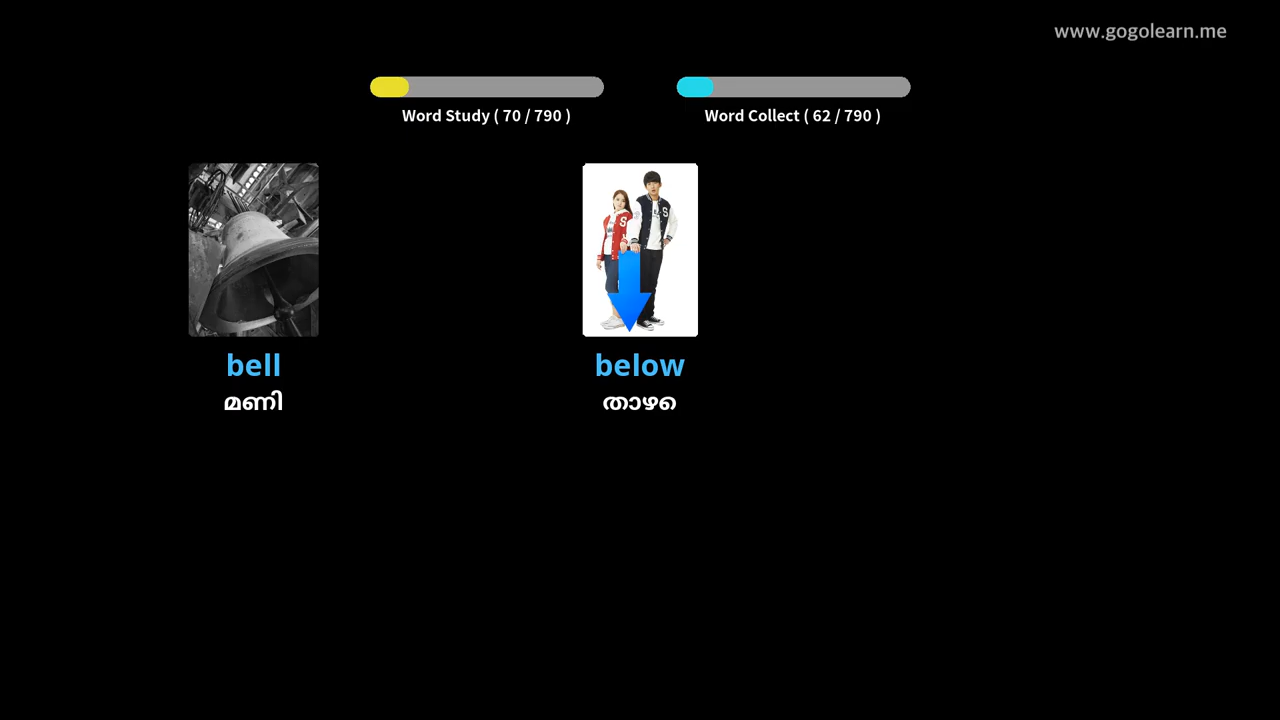 www.gogolearn.me
Word Study ( 70 / 790 )
Word Collect ( 62 / 790 )
S
S
bell
below
മണി
താഴെ